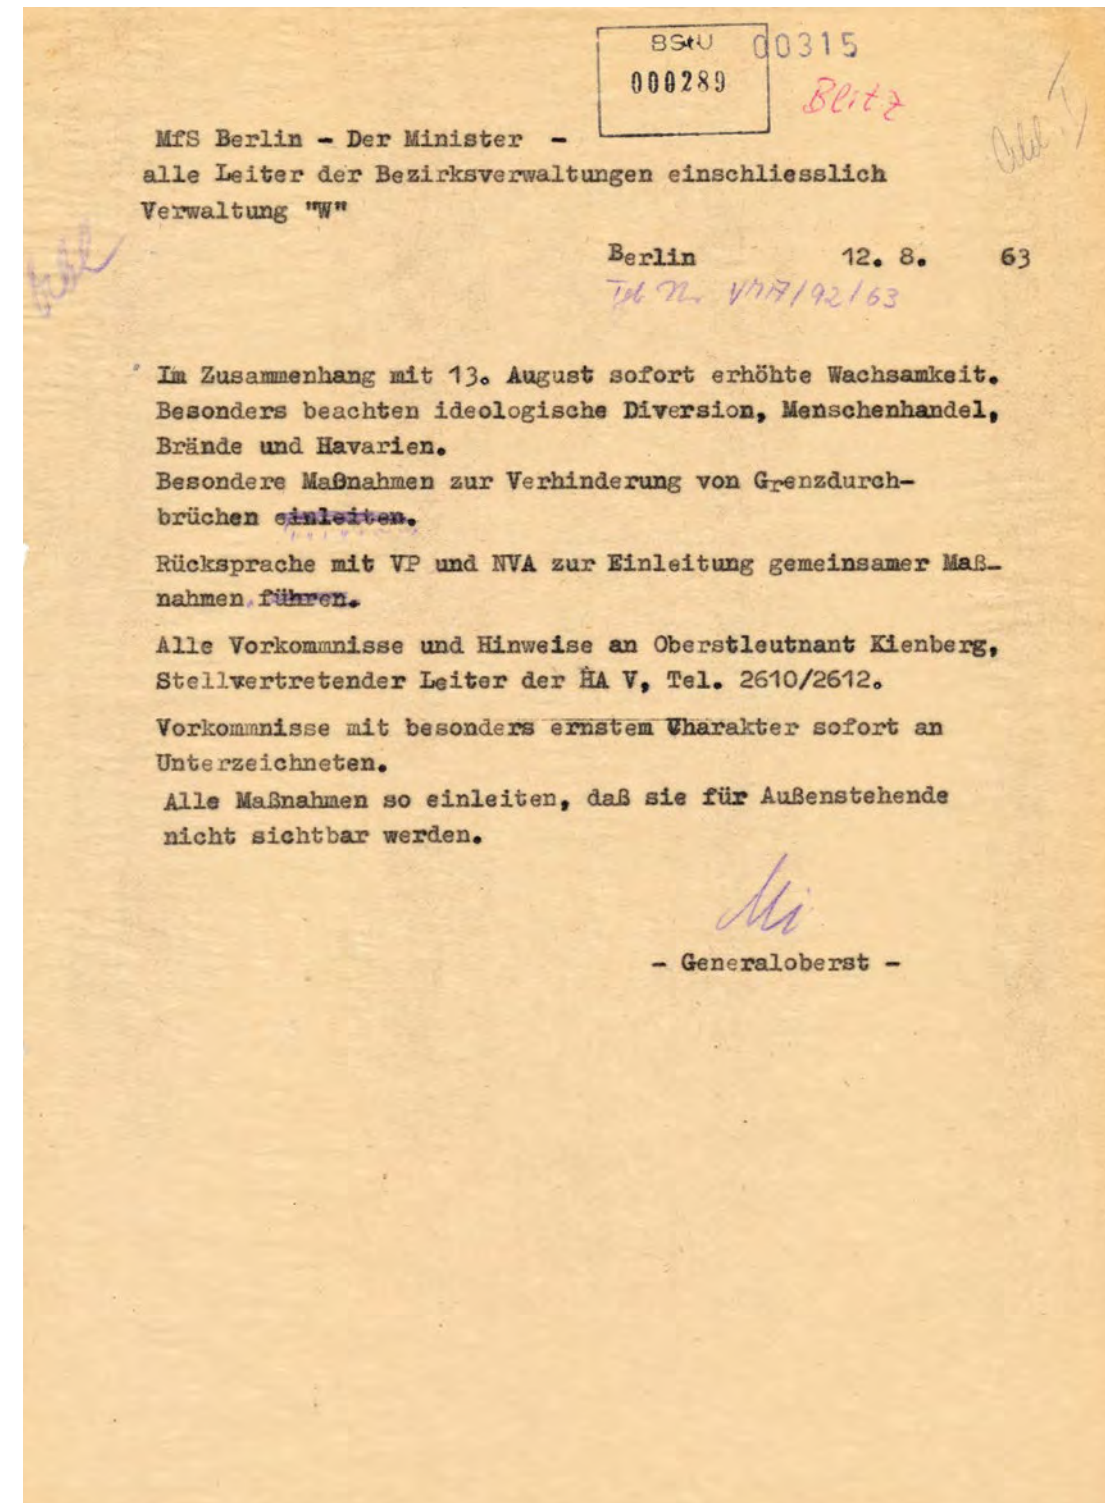 BStU 00315
000289
Blitz
MfS Berlin - Der Minister -
alle Leiter der Bezirksverwaltungen einschliesslich
Verwaltung "W"
Berlin 12. 8. 63
/92/63
Im Zusammenhang mit 13. August sofort erhöhte Wachsamkeit.
Besonders beachten ideologische Diversion, Menschenhandel,
Brände und Havarien.
Besondere Maßnahmen zur Verhinderung von Grenzdurch-
brüchen einleiten.
Rücksprache mit VP und NVA zur Einleitung gemeinsamer Maß-
nahmen führen.
Alle Vorkommnisse und Hinweise an Oberstleutnant Kienberg,
Stellvertretender Leiter der HA V, Tel. 2610/2612.
Vorkommnisse mit besonders ernstem Charakter sofort an
Unterzeichneten.
Alle Maßnahmen so einleiten, daß sie für Außenstehende
nicht sichtbar werden.
Mi
- Generaloberst -